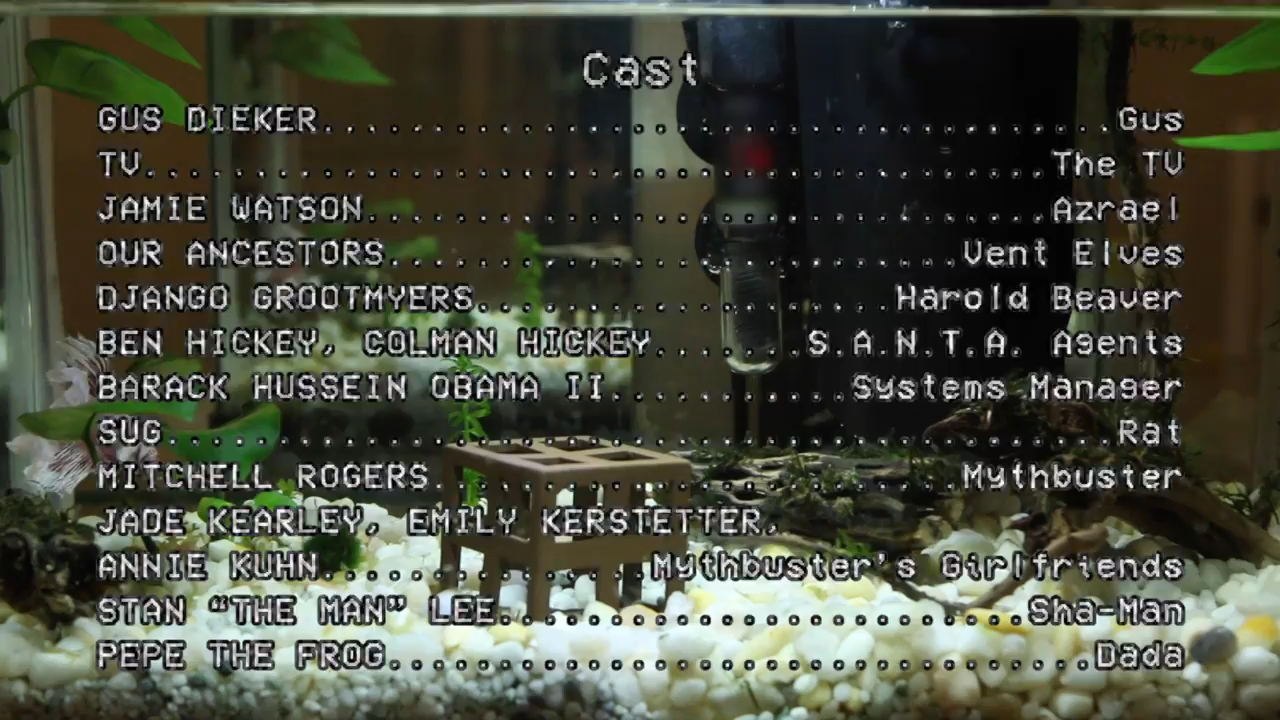 Cast
GUS DIEKER....................................Gus
TV.........................................The TV
JAMIE WATSON...............................Azrael
OUR ANCESTORS..........................Vent Elves
DJANGO GROOTMYERS...................Harold Beaver
BEN HICKEY, COLMAN HICKEY.......S.A.N.T.A. Agents
BARACK HUSSEIN OBAMA II...........Systems Manager
SUG...........................................Rat
MITCHELL ROGERS........................Mythbuster
JADE KEARLEY, EMILY KERSTETTER,
ANNIE KUHN...............Mythbuster's Girlfriends
STAN “THE MAN” LEE........................Sha-Man
PEPE THE FROG................................Dada